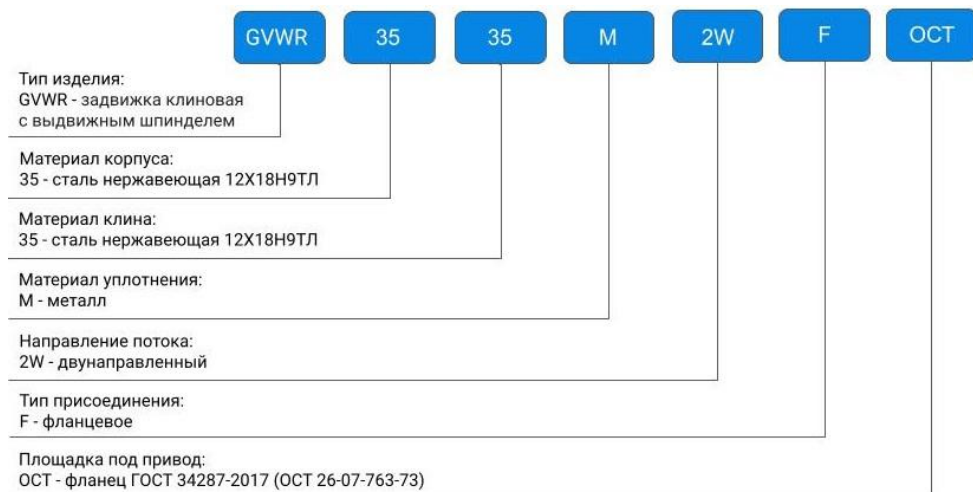 GVWR 35 35 М 2W F ОСТ
Тип изделия:
GVWR - задвижка клиновая
с выдвижным шпинделем
Материал корпуса:
35 - сталь нержавеющая 12Х18Н9ТЛ
Материал клина:
35 - сталь нержавеющая 12Х18Н9ТЛ
Материал уплотнения:
М - металл
Направление потока:
2W - двунаправленный
Тип присоединения:
F - фланцевое
Площадка под привод:
ОСТ - фланец ГОСТ 34287-2017 (ОСТ 26-07-763-73)